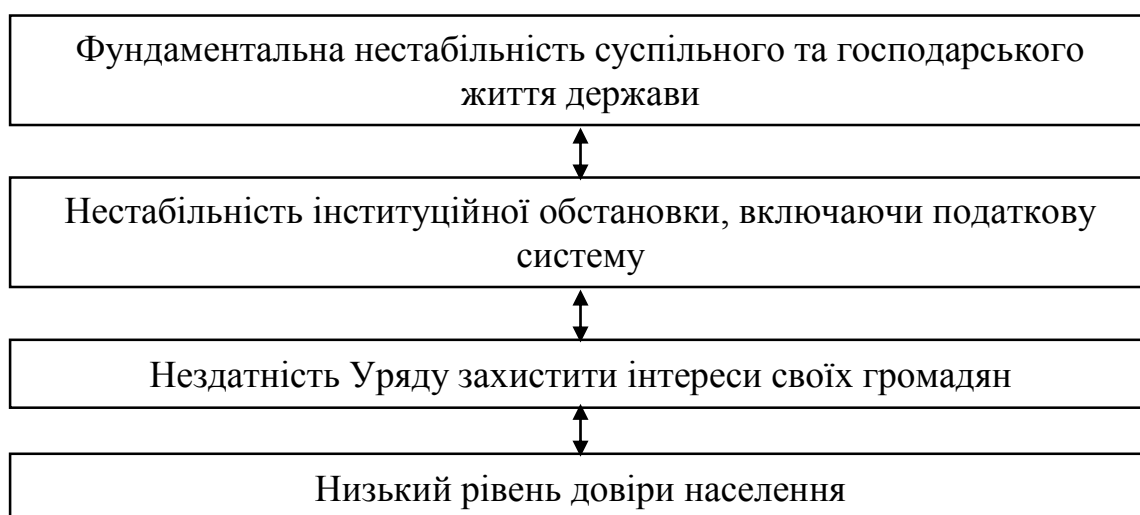 Фундаментальна нестабільність суспільного та господарського
життя держави
Нестабільність інституційної обстановки, включаючи податкову
систему
Нездатність Уряду захистити інтереси своїх громадян
Низький рівень довіри населення